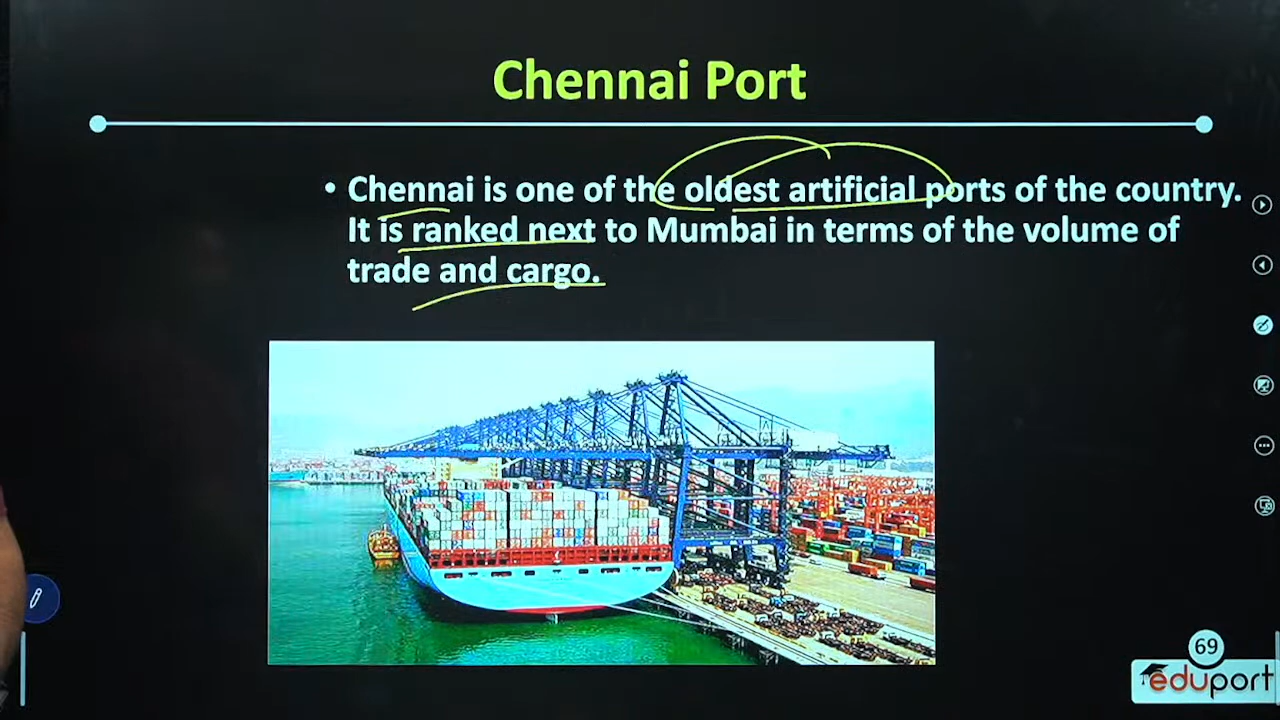 Chennai Port
• Chennai is one of the oldest artificial ports of the country.
It is ranked next to Mumbai in terms of the volume of
trade and cargo.
69
eduport